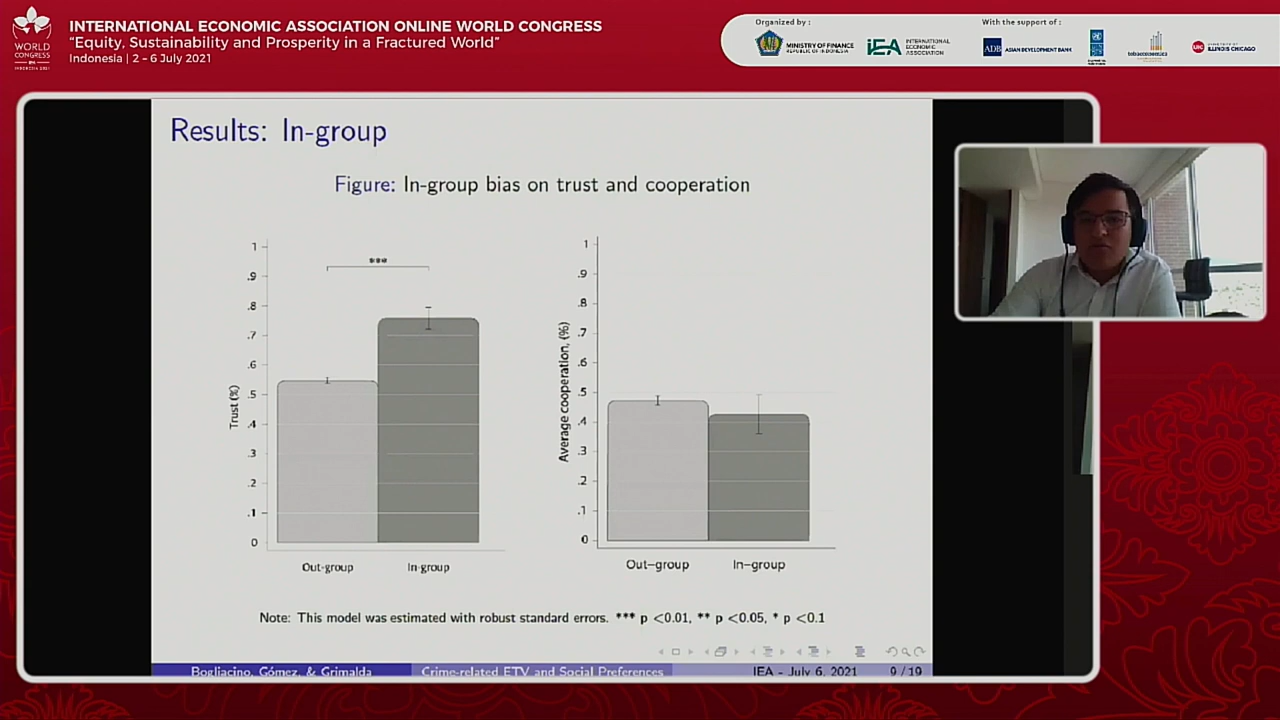 WORLD
CONGRESS
INTERNATIONAL ECONOMIC ASSOCIATION ONLINE WORLD CONGRESS
"Equity, Sustainability and Prosperity in a Fractured World"
Indonesia | 2 - 6 July 2021
Organized by :
With the support of :
MINISTRY OF FINANCE
REPUBLIC OF INDONESIA
iEA
INTERNATIONAL
ECONOMIC
ASSOCIATION
ADB
ASIAN DEVELOPMENT BANK
UIC
ILLINOIS CHICAGO
Results: In-group
Figure: In-group bias on trust and cooperation
Trust (%)
1
.9
.8
.7
.6
.5
.4
.3
.2
.1
0
***
Out-group
In-group
Average cooperation, (%)
1
.9
.8
.7
.6
.5
.4
.3
.2
.1
0
Out-group
In-group
Note: This model was estimated with robust standard errors. *** p <0.01, ** p <0.05, * p <0.1
Bogliacino, Gómez, & Grimalda
Crime-related ETV and Social Preferences
IEA - July 6, 2021
9 / 19